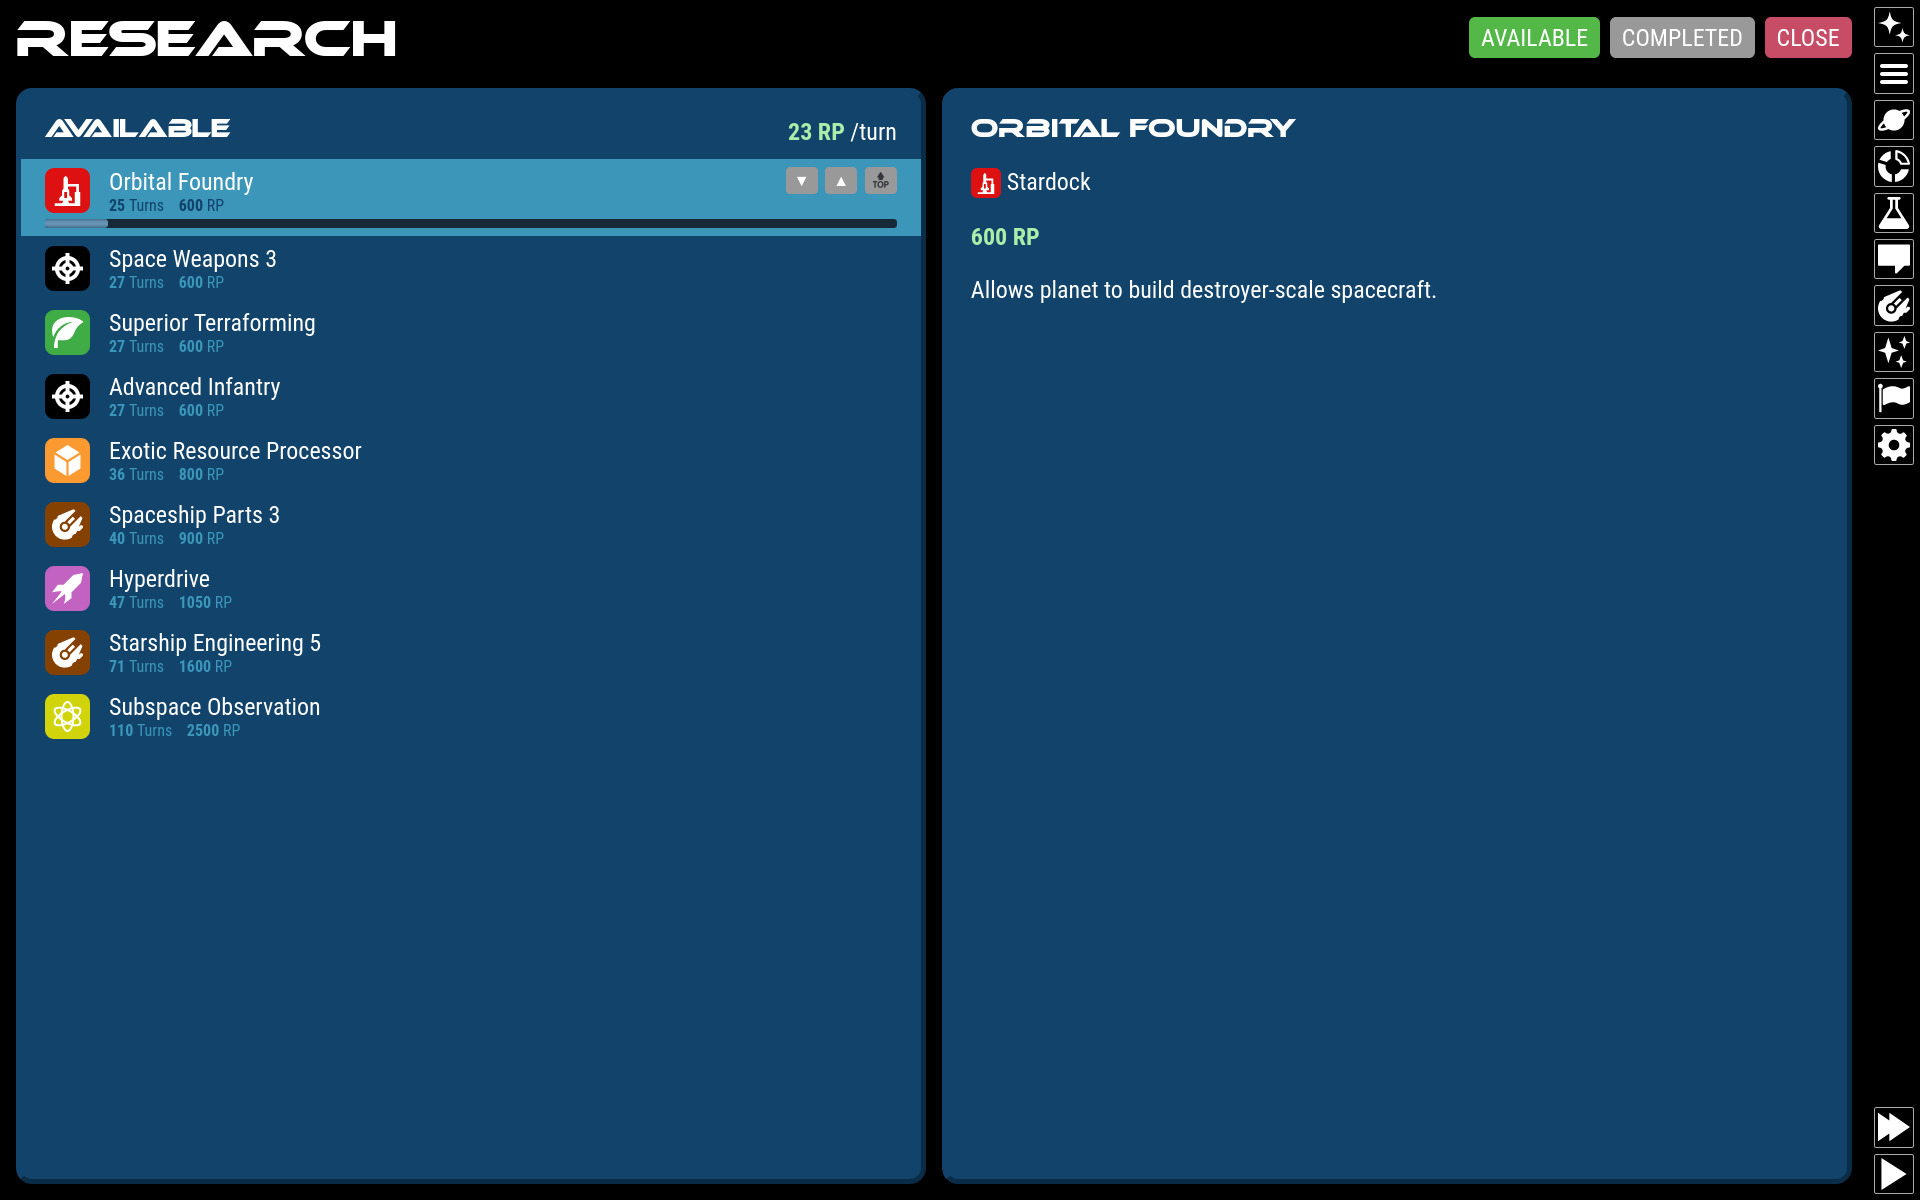 RESEARCH
AVAILABLE COMPLETED CLOSE
AVAILABLE
23 RP /turn
Orbital Foundry
25 Turns 600 RP
▼ ▲ TOP
Space Weapons 3
27 Turns 600 RP
Superior Terraforming
27 Turns 600 RP
Advanced Infantry
27 Turns 600 RP
Exotic Resource Processor
36 Turns 800 RP
Spaceship Parts 3
40 Turns 900 RP
Hyperdrive
47 Turns 1050 RP
Starship Engineering 5
71 Turns 1600 RP
Subspace Observation
110 Turns 2500 RP
ORBITAL FOUNDRY
Stardock
600 RP
Allows planet to build destroyer-scale spacecraft.